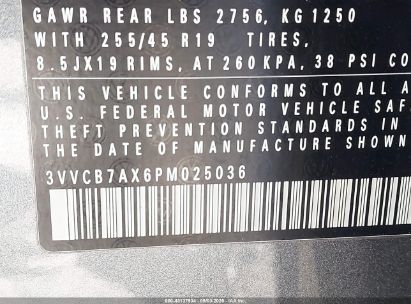 GAWR REAR LBS 2756, KG 1250
WITH 255/45 R19 TIRES,
8.5JX19 RIMS, AT 260 KPA, 38 PSI CO
THIS VEHICLE CONFORMS TO ALL A
U.S. FEDERAL MOTOR VEHICLE SAF
THEFT PREVENTION STANDARDS IN
DATE OF MANUFACTURE SHOWN
3VVCB7AX6PM025036